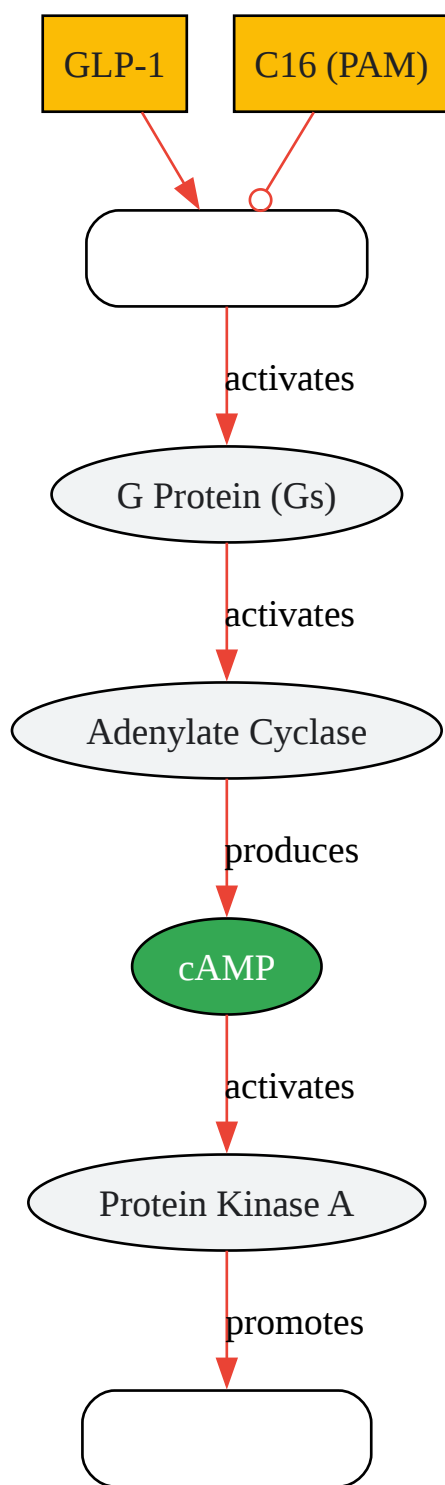 GLP-1
C16 (PAM)
activates
G Protein (Gs)
activates
Adenylate Cyclase
produces
cAMP
activates
Protein Kinase A
promotes